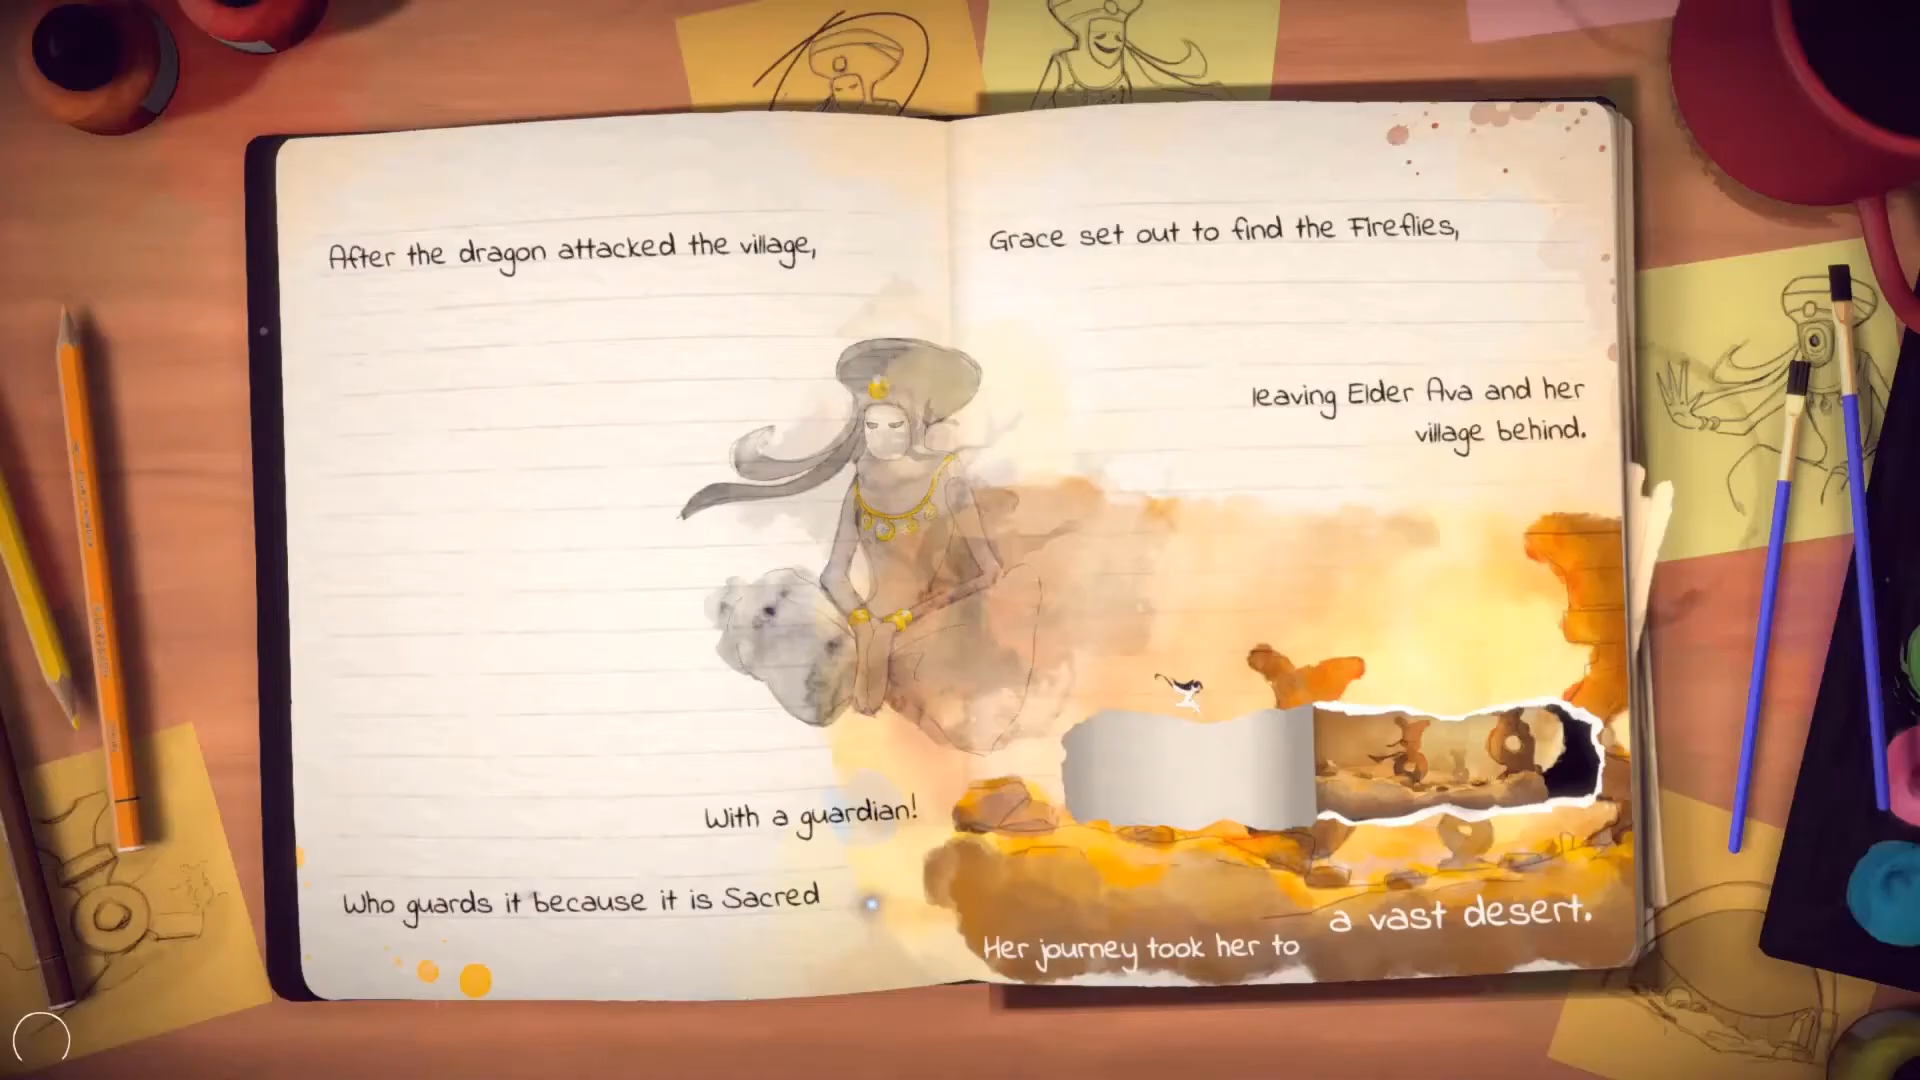 After the dragon attacked the village,
With a guardian!
Who guards it because it is Sacred
Grace set out to find the Fireflies,
leaving Elder Ava and her
village behind.
Her journey took her to
a vast desert.